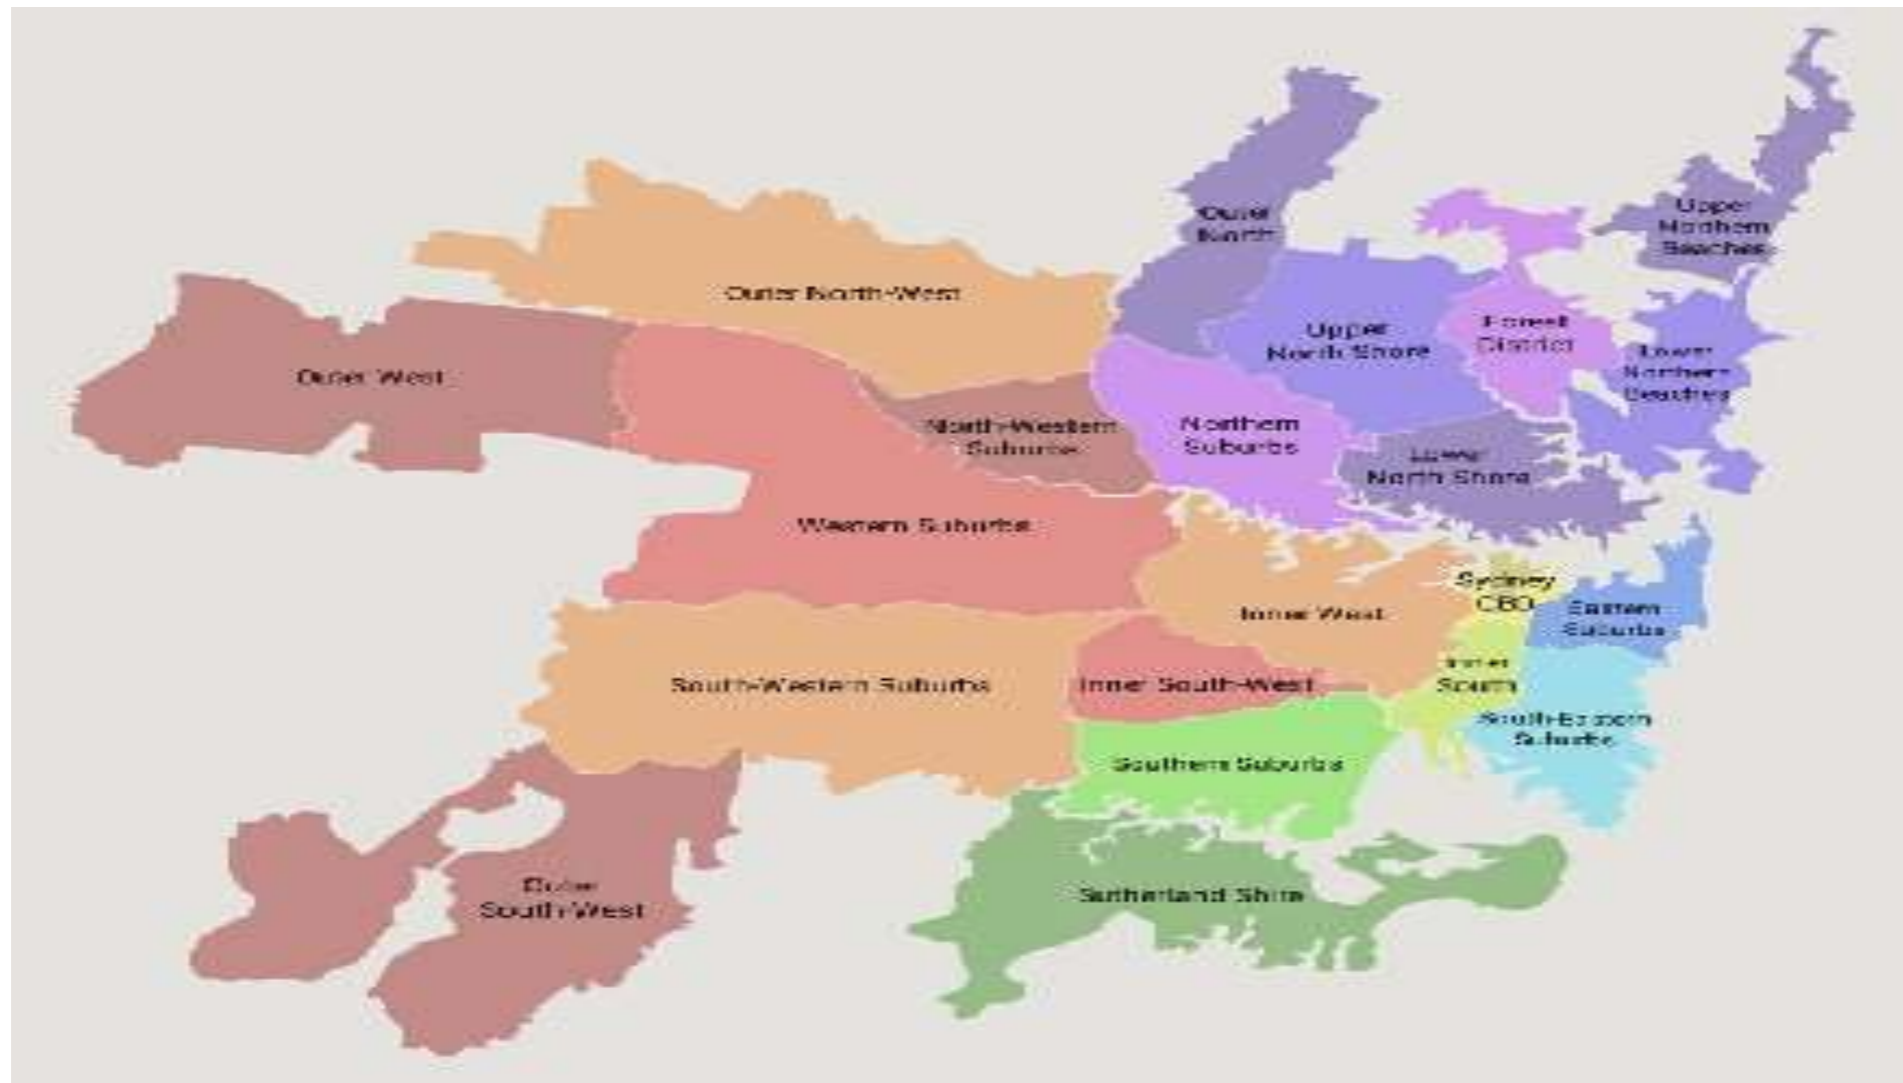 Outer
North
Upper
Northern
Beaches
Outer North-West
Upper
North Shore
Forest
District
Lower
Northern
Beaches
Outer West
North-Western
Suburbs
Northern
Suburbs
Lower
North Shore
Western Suburbs
Sydney
CBD
Eastern
Suburbs
Inner West
Inner
South
South-Western Suburbs
Inner South-West
South-Eastern
Suburbs
Southern Suburbs
Outer
South-West
Sutherland Shire